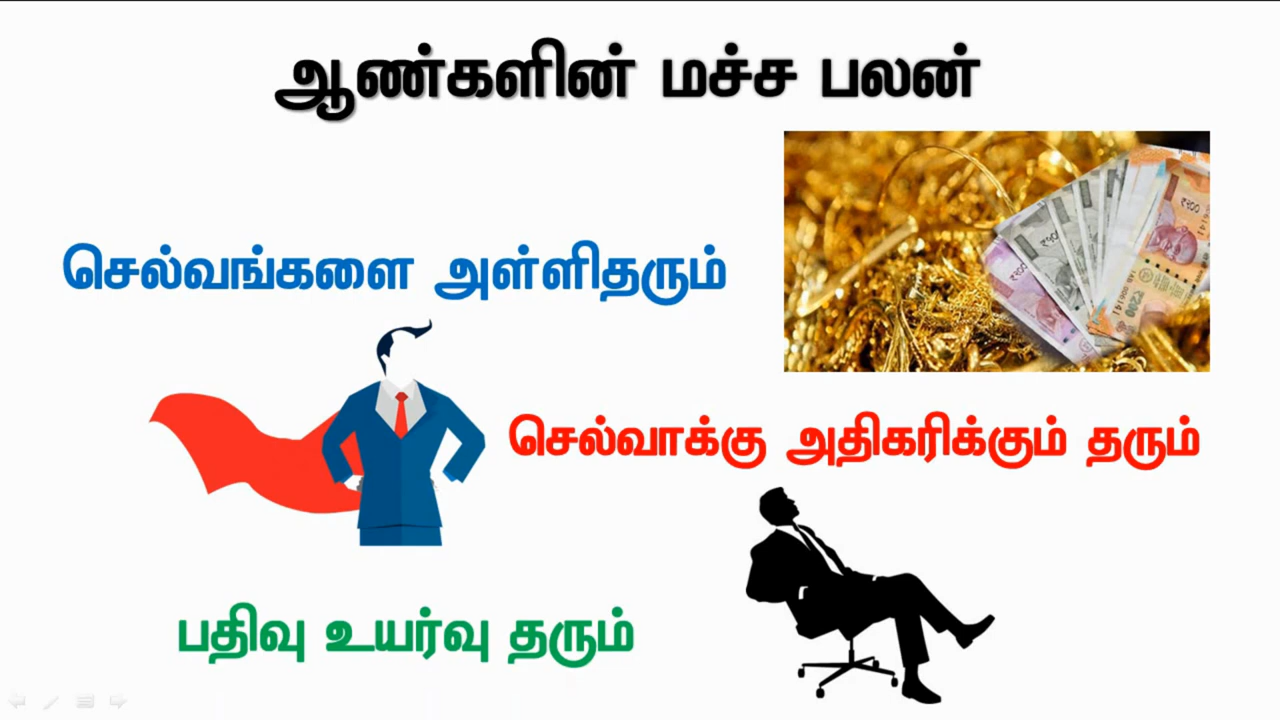 ஆண்களின் மச்ச பலன்
செல்வங்களை அள்ளிதரும்
செல்வாக்கு அதிகரிக்கும் தரும்
பதிவு உயர்வு தரும்